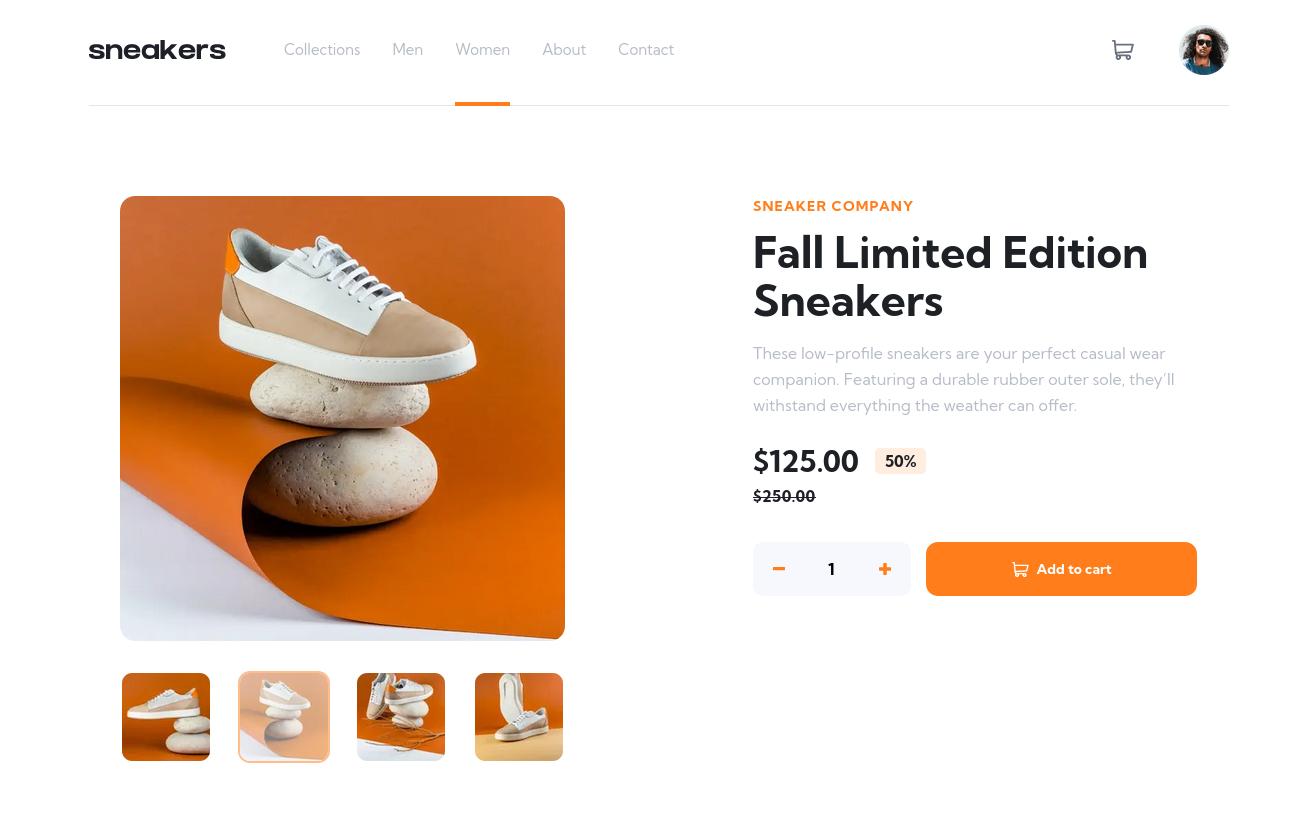 sneakers
Collections
Men
Women
About
Contact
SNEAKER COMPANY
Fall Limited Edition
Sneakers
These low-profile sneakers are your perfect casual wear
companion. Featuring a durable rubber outer sole, they'll
withstand everything the weather can offer.
$125.00 50%
$250.00
1
Add to cart